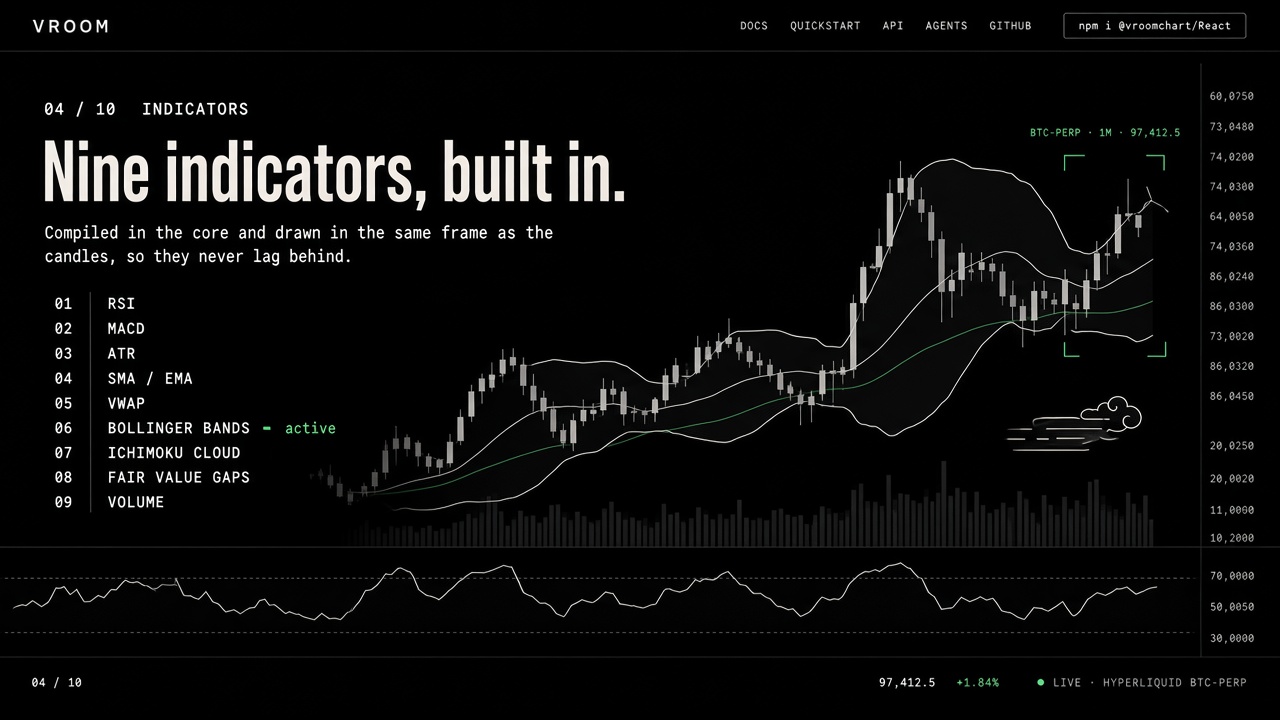 VROOM
DOCS QUICKSTART API AGENTS GITHUB npm i @vroomchart/React
04 / 10 INDICATORS
Nine indicators, built in.
Compiled in the core and drawn in the same frame as the
candles, so they never lag behind.
01 RSI
02 MACD
03 ATR
04 SMA / EMA
05 VWAP
06 BOLLINGER BANDS - active
07 ICHIMOKU CLOUD
08 FAIR VALUE GAPS
09 VOLUME
BTC-PERP · 1M · 97,412.5
60,0750
73,0480
74,0200
74,0300
64,0050
74,0360
86,0240
86,0300
73,0020
86,0320
86,0450
20,0250
20,0020
11,0000
10,2000
70,0000
50,0050
30,0000
04 / 10
97,412.5 +1.84% LIVE · HYPERLIQUID BTC-PERP